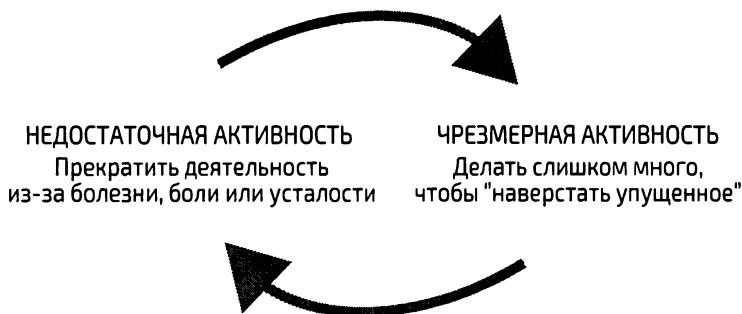 НЕДОСТАТОЧНАЯ АКТИВНОСТЬ
Прекратить деятельность
из-за болезни, боли или усталости
ЧРЕЗМЕРНАЯ АКТИВНОСТЬ
Делать слишком много,
чтобы "наверстать упущенное"